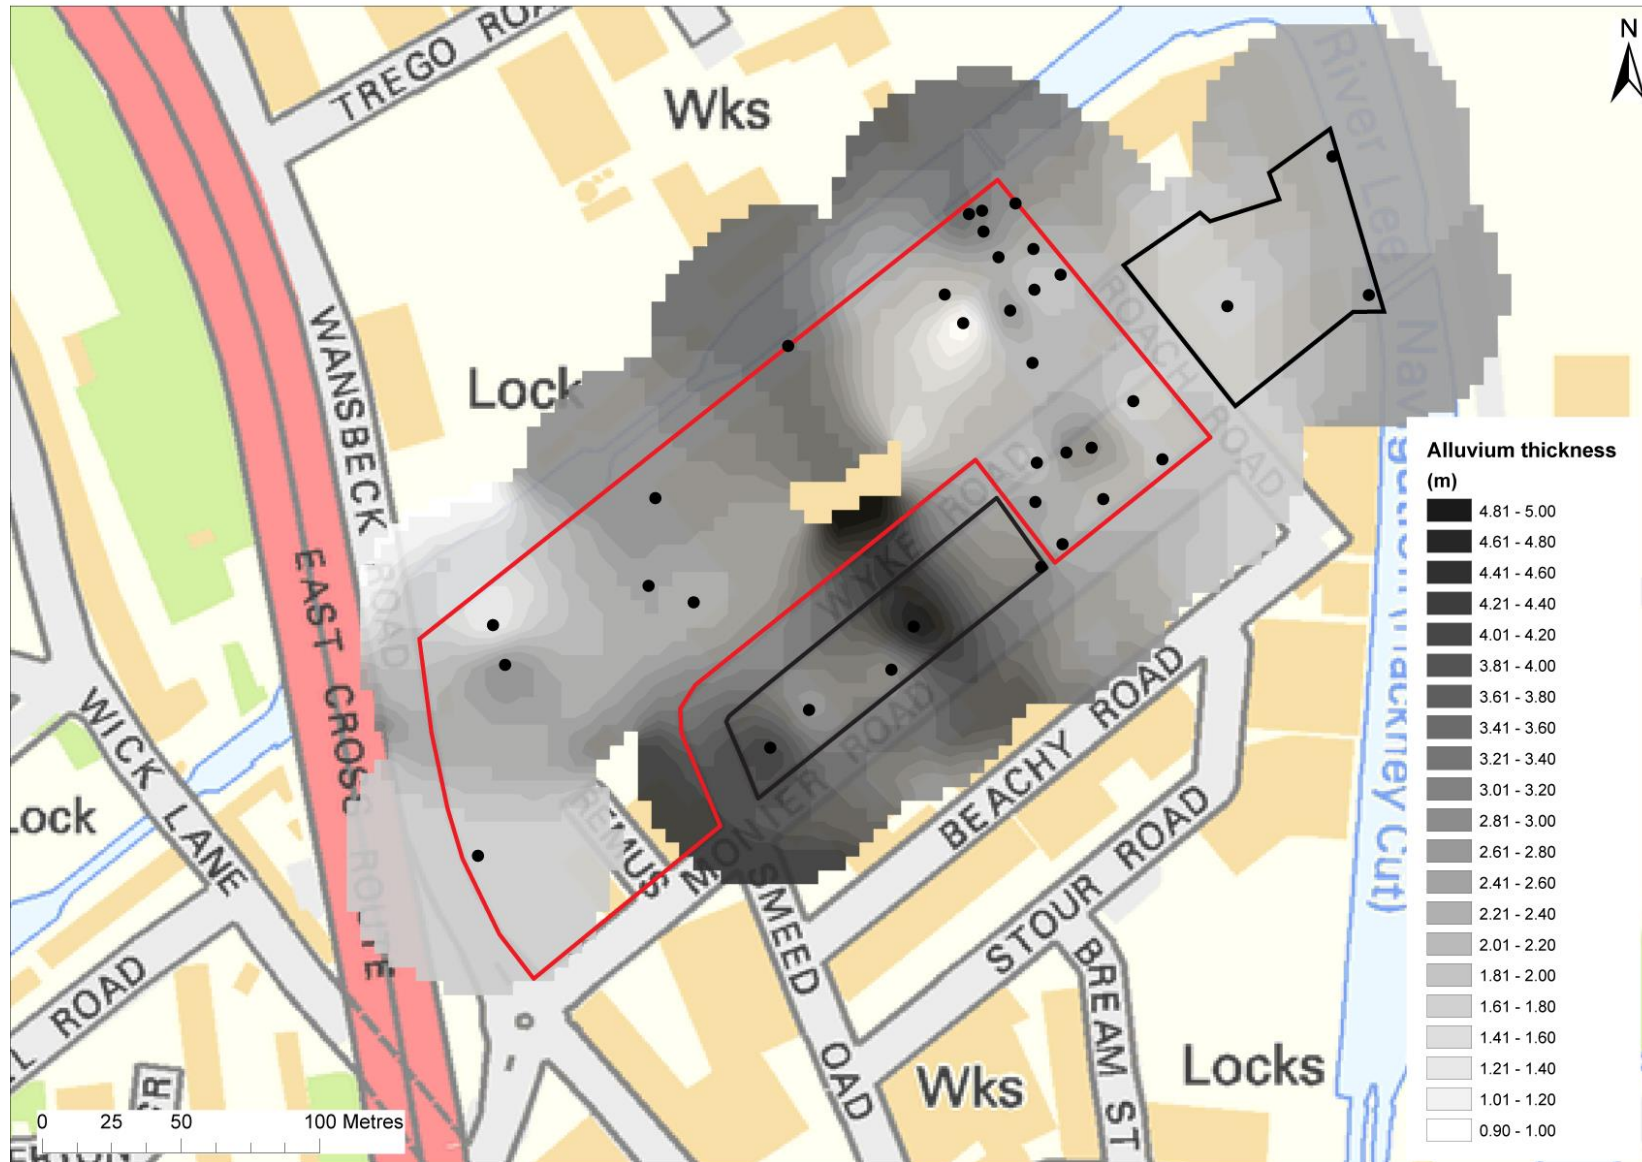 N
TREGO ROA
Wks
River Lee Nav
WANSBECK
ROAD
Lock
ROACH ROAD
WYKE ROAD
EAST CROSS ROUTE
MONIER ROAD
REMUS
WICK LANE
Lock
BEACHY ROAD
STOUR ROAD
SMEED
OAD
BREAM ST
ROAD
Wks
Locks
ackney Cut)
Alluvium thickness
(m)
4.81 - 5.00
4.61 - 4.80
4.41 - 4.60
4.21 - 4.40
4.01 - 4.20
3.81 - 4.00
3.61 - 3.80
3.41 - 3.60
3.21 - 3.40
3.01 - 3.20
2.81 - 3.00
2.61 - 2.80
2.41 - 2.60
2.21 - 2.40
2.01 - 2.20
1.81 - 2.00
1.61 - 1.80
1.41 - 1.60
1.21 - 1.40
1.01 - 1.20
0.90 - 1.00
0 25 50 100 Metres